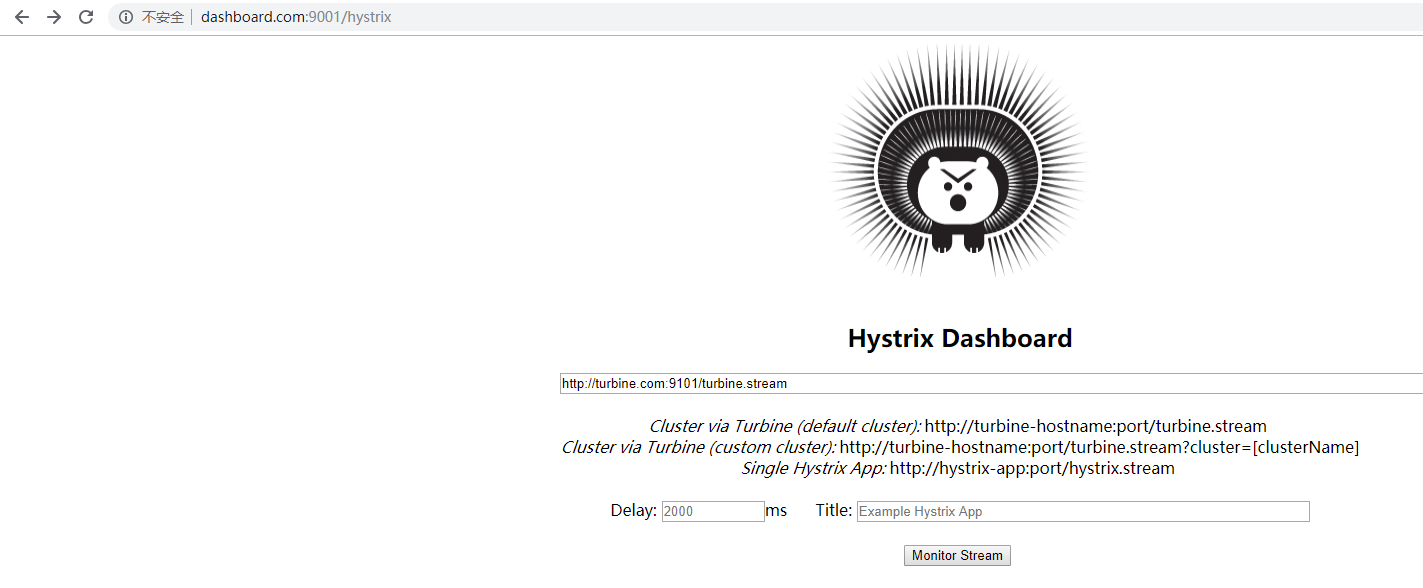 不安全 dashboard.com:9001/hystrix
Hystrix Dashboard
http://turbine.com:9101/turbine.stream
Cluster via Turbine (default cluster): http://turbine-hostname:port/turbine.stream
Cluster via Turbine (custom cluster): http://turbine-hostname:port/turbine.stream?cluster=[clusterName]
Single Hystrix App: http://hystrix-app:port/hystrix.stream
Delay: 2000 ms Title: Example Hystrix App
Monitor Stream